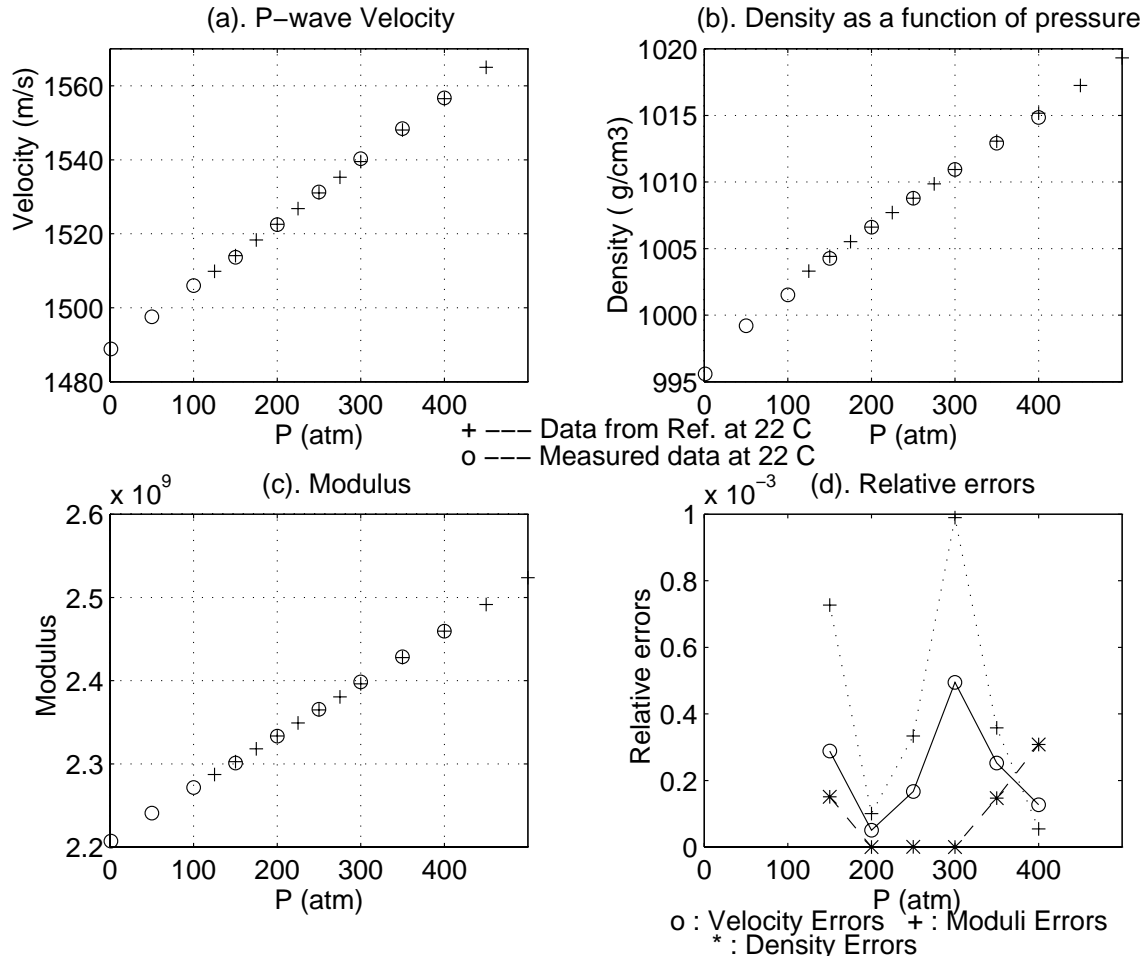 (a). P-wave Velocity
Velocity (m/s)
1560
1540
1520
1500
1480
0 100 200 300 400
P (atm)
(b). Density as a function of pressure
Density ( g/cm3)
1020
1015
1010
1005
1000
995
0 100 200 300 400
P (atm)
+ --- Data from Ref. at 22 C
o --- Measured data at 22 C
(c). Modulus
x 10^9
Modulus
2.6
2.5
2.4
2.3
2.2
0 100 200 300 400
P (atm)
(d). Relative errors
x 10^-3
Relative errors
1
0.8
0.6
0.4
0.2
0
0 100 200 300 400
P (atm)
o : Velocity Errors + : Moduli Errors
* : Density Errors